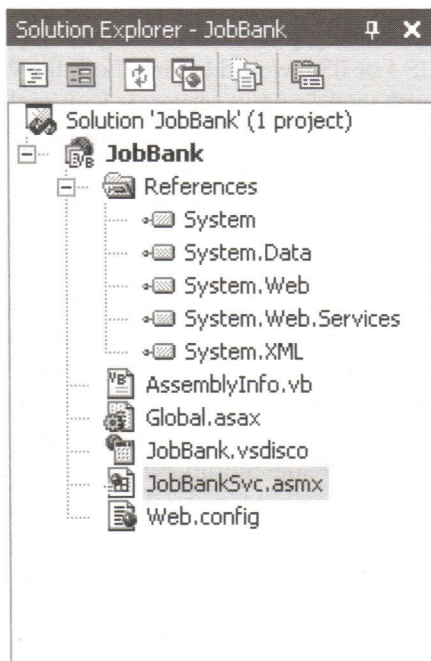 Solution Explorer - JobBank
Solution 'JobBank' (1 project)
JobBank
References
System
System.Data
System.Web
System.Web.Services
System.XML
AssemblyInfo.vb
Global.asax
JobBank.vsdisco
JobBankSvc.asmx
Web.config